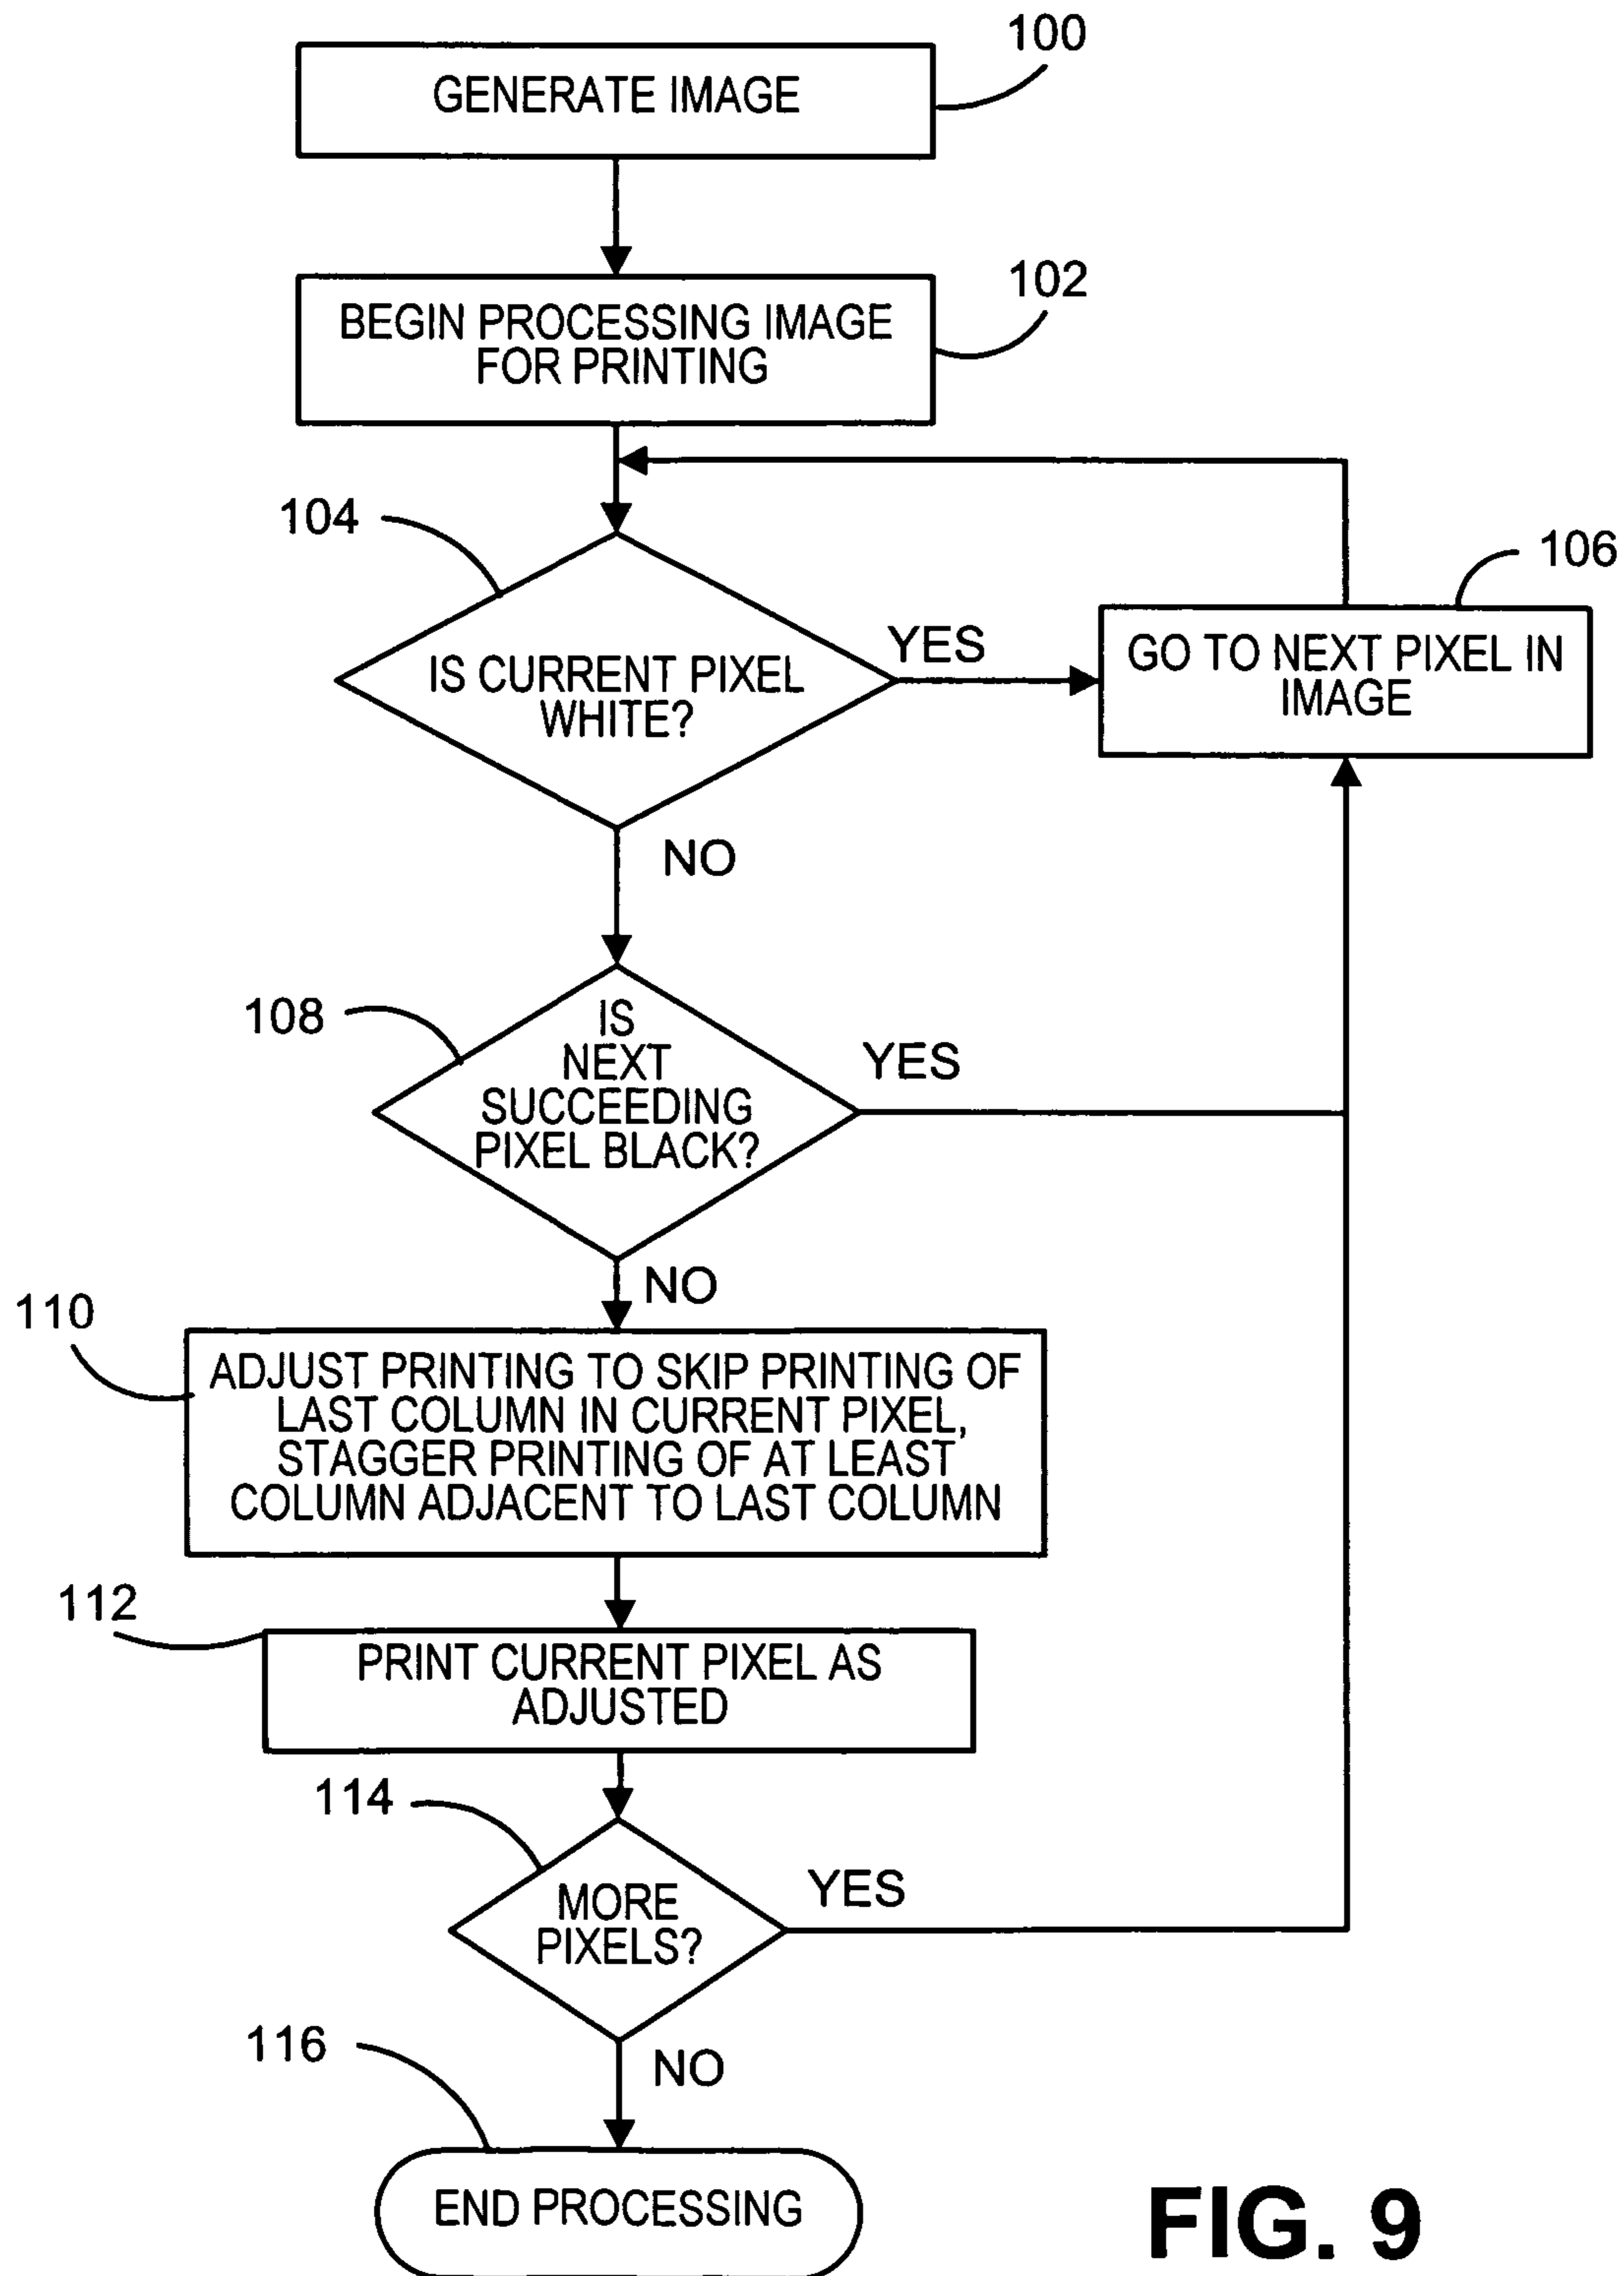 100
GENERATE IMAGE
102
BEGIN PROCESSING IMAGE
FOR PRINTING
104
IS CURRENT PIXEL
WHITE?
YES
106
GO TO NEXT PIXEL IN
IMAGE
NO
108
IS
NEXT
SUCCEEDING
PIXEL BLACK?
YES
NO
110
ADJUST PRINTING TO SKIP PRINTING OF
LAST COLUMN IN CURRENT PIXEL,
STAGGER PRINTING OF AT LEAST
COLUMN ADJACENT TO LAST COLUMN
112
PRINT CURRENT PIXEL AS
ADJUSTED
114
MORE
PIXELS?
YES
NO
116
END PROCESSING
FIG. 9